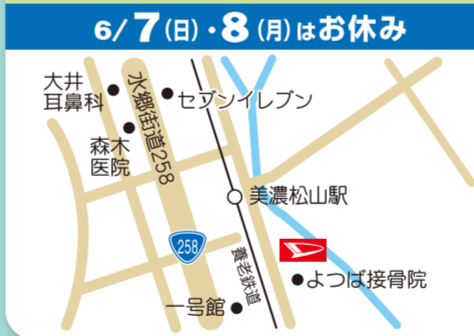 6/7(日)・8(月)はお休み
大井
耳鼻科
水郷街道258
セブンイレブン
森木
医院
美濃松山駅
258
養老鉄道
よつば接骨院
一号館